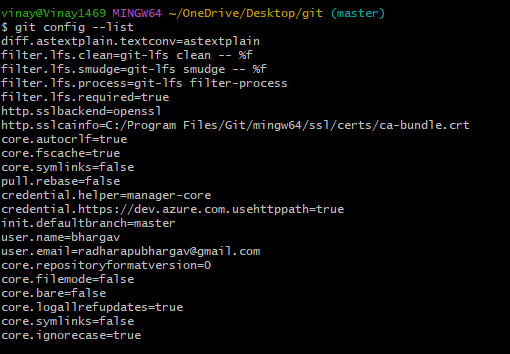 vinay@Vinay1469 MINGW64 ~/OneDrive/Desktop/git (master)
$ git config --list
diff.astextplain.textconv=astextplain
filter.lfs.clean=git-lfs clean -- %f
filter.lfs.smudge=git-lfs smudge -- %f
filter.lfs.process=git-lfs filter-process
filter.lfs.required=true
http.sslbackend=openssl
http.sslcainfo=C:/Program Files/Git/mingw64/ssl/certs/ca-bundle.crt
core.autocrlf=true
core.fscache=true
core.symlinks=false
pull.rebase=false
credential.helper=manager-core
credential.https://dev.azure.com.usehttppath=true
init.defaultbranch=master
user.name=bhargav
user.email=radharapubhargav@gmail.com
core.repositoryformatversion=0
core.filemode=false
core.bare=false
core.logallrefupdates=true
core.symlinks=false
core.ignorecase=true